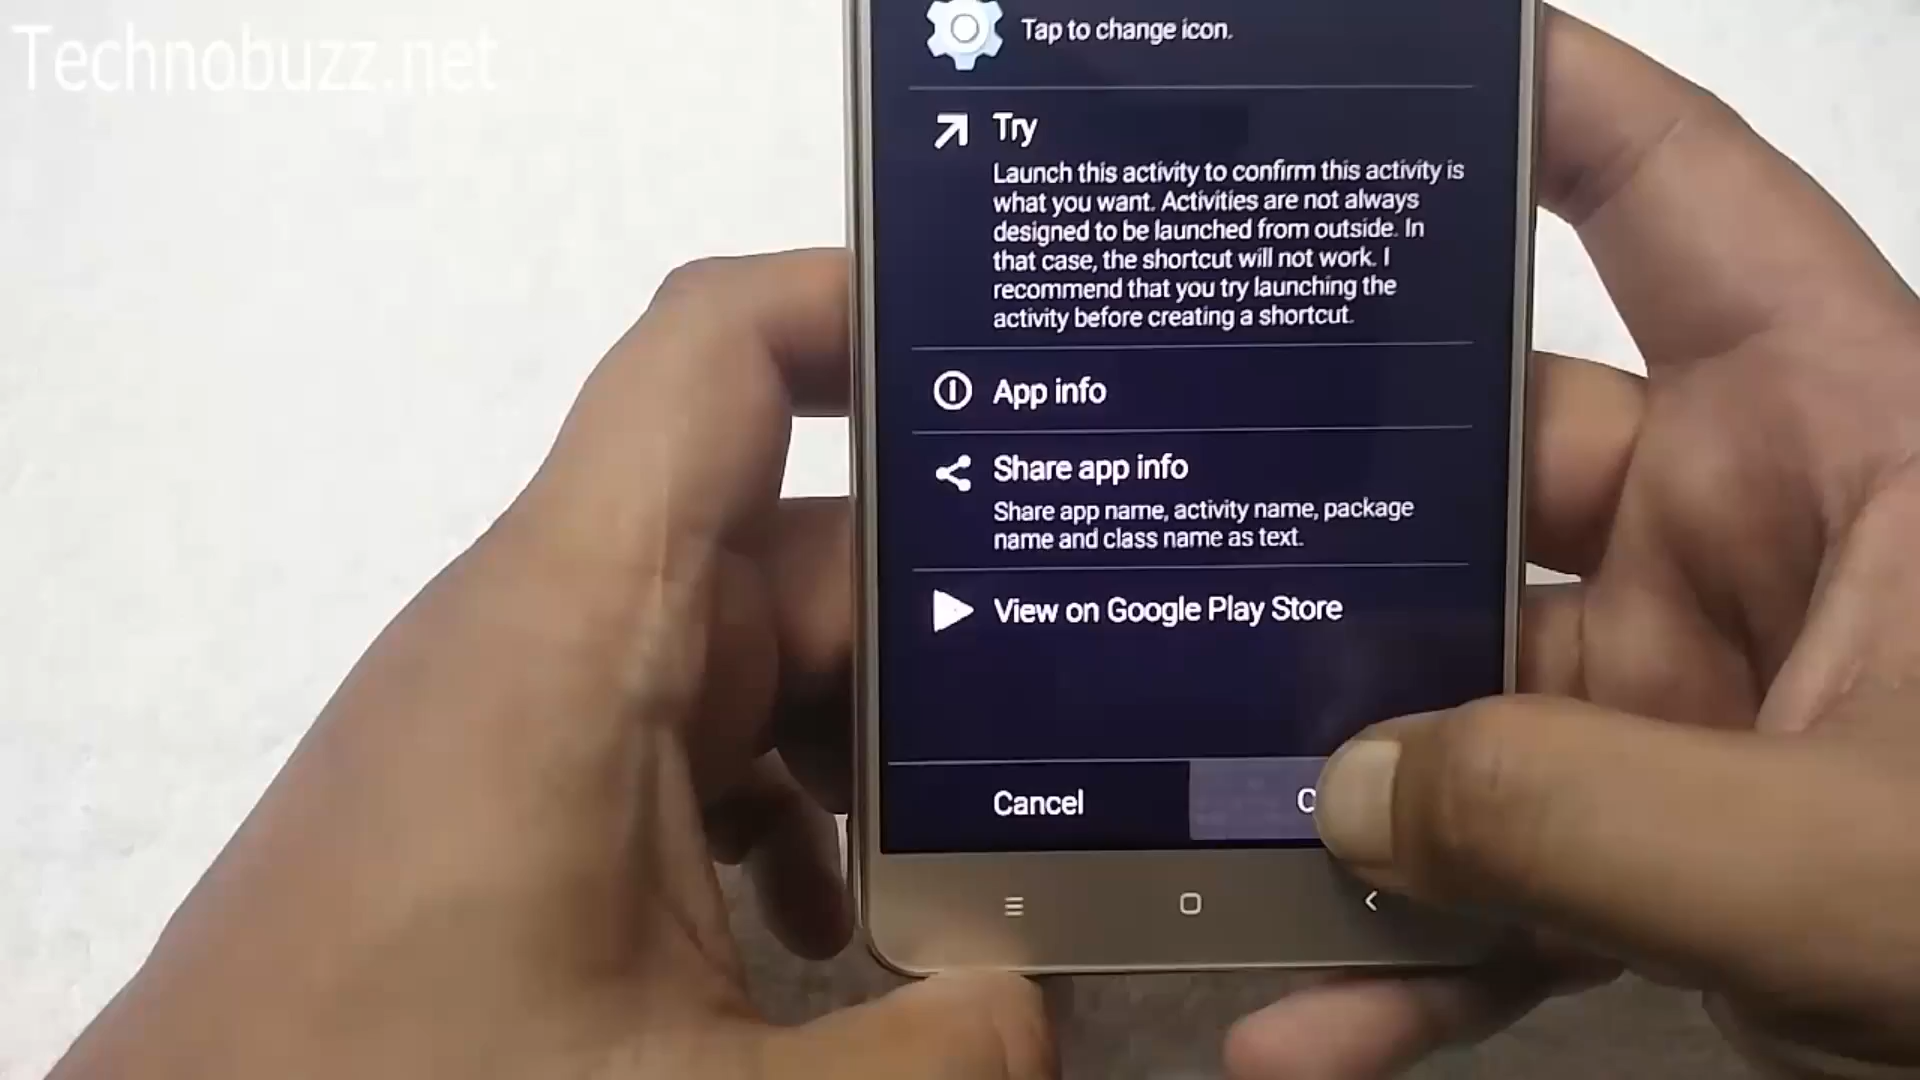 Technobuzz.net
Tap to change icon.
Try
Launch this activity to confirm this activity is
what you want. Activities are not always
designed to be launched from outside. In
that case, the shortcut will not work. I
recommend that you try launching the
activity before creating a shortcut.
App info
Share app info
Share app name, activity name, package
name and class name as text.
View on Google Play Store
Cancel